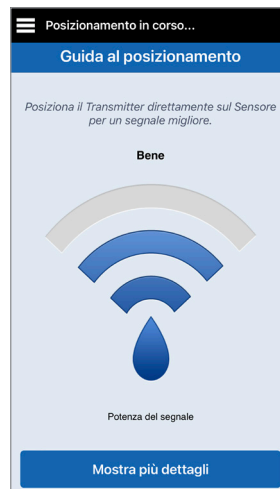 Posizionamento in corso...
Guida al posizionamento
Posiziona il Transmitter direttamente sul Sensore
per un segnale migliore.
Bene
Potenza del segnale
Mostra più dettagli